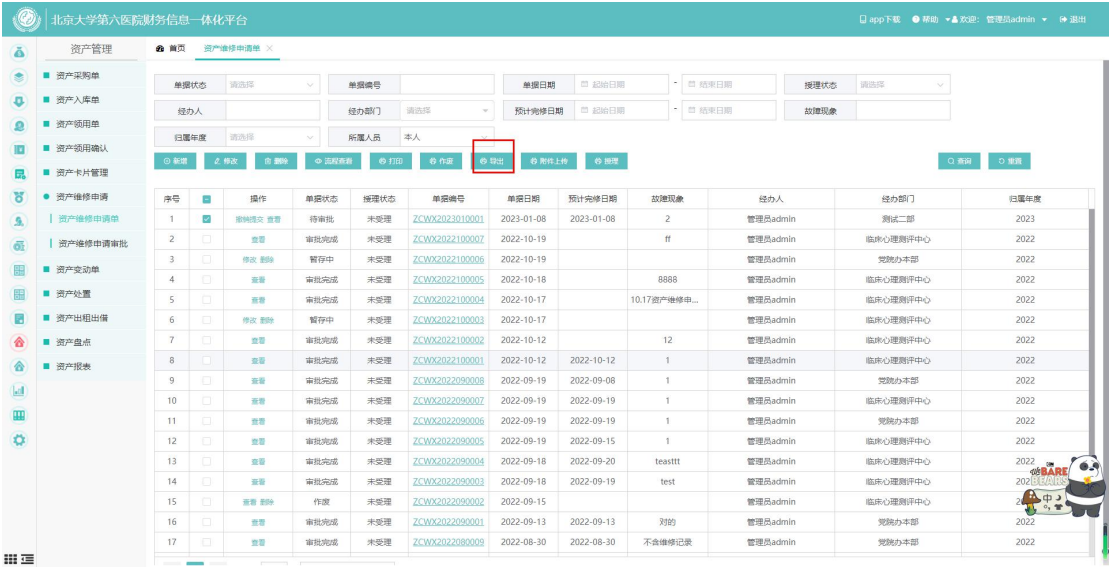 北京大学第六医院财务信息一体化平台 app下载 帮助 欢迎: 管理员admin 退出
资产管理 首页 资产维修申请单 ×
资产采购单
资产入库单
资产领用单
资产领用确认
资产卡片管理
资产维修申请
资产维修申请单
资产维修申请审批
资产变动单
资产处置
资产出租出借
资产盘点
资产报表
单据状态 请选择 单据编号 单据日期 起始日期 - 结束日期 授理状态 请选择
经办人 经办部门 请选择 预计完修日期 起始日期 - 结束日期 故障现象
归属年度 请选择 所属人员 本人
新增 修改 删除 流程查看 打印 作废 导出 附件上传 授理 查询 重置
序号 操作 单据状态 授理状态 单据编号 单据日期 预计完修日期 故障现象 经办人 经办部门 归属年度
1 撤销提交 查看 待审批 未受理 ZCWX2023010001 2023-01-08 2023-01-08 2 管理员admin 测试二部 2023
2 查看 审批完成 未受理 ZCWX2022100007 2022-10-19 ff 管理员admin 临床心理测评中心 2022
3 修改 删除 暂存中 未受理 ZCWX2022100006 2022-10-19 管理员admin 党院办本部 2022
4 查看 审批完成 未受理 ZCWX2022100005 2022-10-18 8888 管理员admin 临床心理测评中心 2022
5 查看 审批完成 未受理 ZCWX2022100004 2022-10-17 10.17资产维修申... 管理员admin 临床心理测评中心 2022
6 修改 删除 暂存中 未受理 ZCWX2022100003 2022-10-17 管理员admin 临床心理测评中心 2022
7 查看 审批完成 未受理 ZCWX2022100002 2022-10-12 12 管理员admin 临床心理测评中心 2022
8 查看 审批完成 未受理 ZCWX2022100001 2022-10-12 2022-10-12 1 管理员admin 临床心理测评中心 2022
9 查看 审批完成 未受理 ZCWX2022090008 2022-09-19 2022-09-08 1 管理员admin 党院办本部 2022
10 查看 审批完成 未受理 ZCWX2022090007 2022-09-19 2022-09-19 1 管理员admin 临床心理测评中心 2022
11 查看 审批完成 未受理 ZCWX2022090006 2022-09-19 2022-09-19 1 管理员admin 党院办本部 2022
12 查看 审批完成 未受理 ZCWX2022090005 2022-09-19 2022-09-15 1 管理员admin 临床心理测评中心 2022
13 查看 审批完成 未受理 ZCWX2022090004 2022-09-18 2022-09-20 teasttt 管理员admin 临床心理测评中心 2022
14 查看 审批完成 未受理 ZCWX2022090003 2022-09-18 2022-09-19 test 管理员admin 临床心理测评中心 202
15 查看 删除 作废 未受理 ZCWX2022090002 2022-09-15 管理员admin 临床心理测评中心
16 查看 审批完成 未受理 ZCWX2022090001 2022-09-13 2022-09-13 对的 管理员admin 党院办本部 2022
17 查看 审批完成 未受理 ZCWX2022080009 2022-08-30 2022-08-30 不含维修记录 管理员admin 党院办本部 2022
BARE
BEARS
中